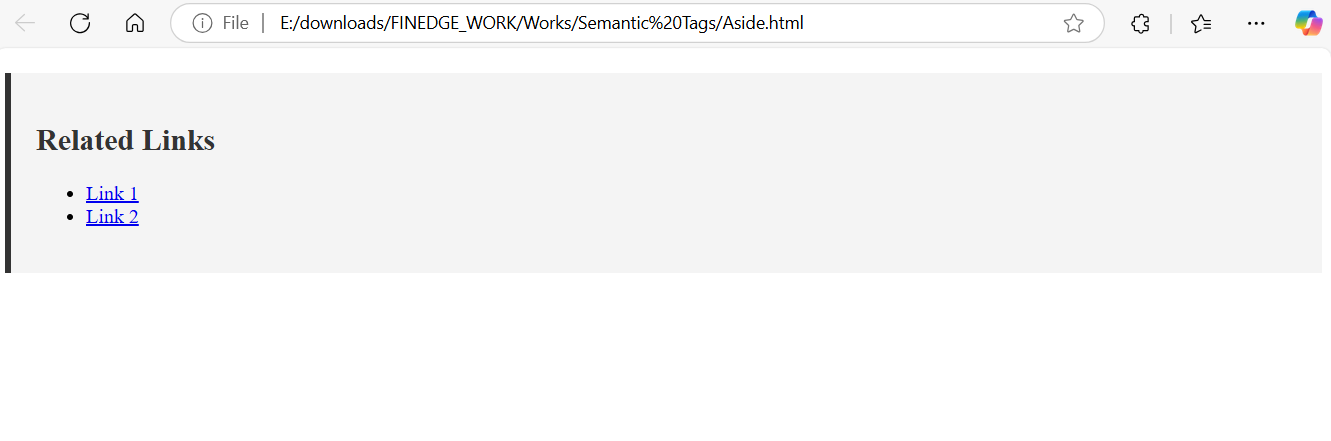 File E:/downloads/FINEDGE_WORK/Works/Semantic%20Tags/Aside.html
Related Links
Link 1
Link 2